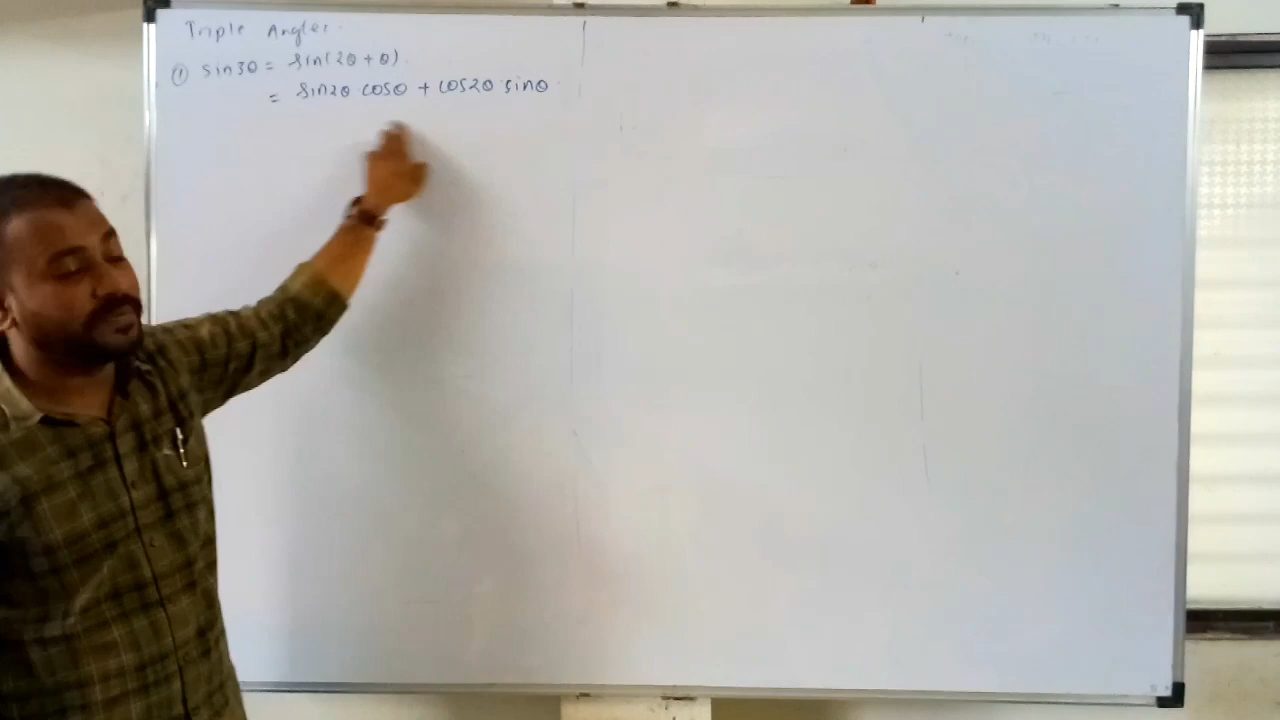 Triple Angles.
① sin3θ = sin(2θ + θ).
= sin2θ cosθ + cos2θ sinθ.